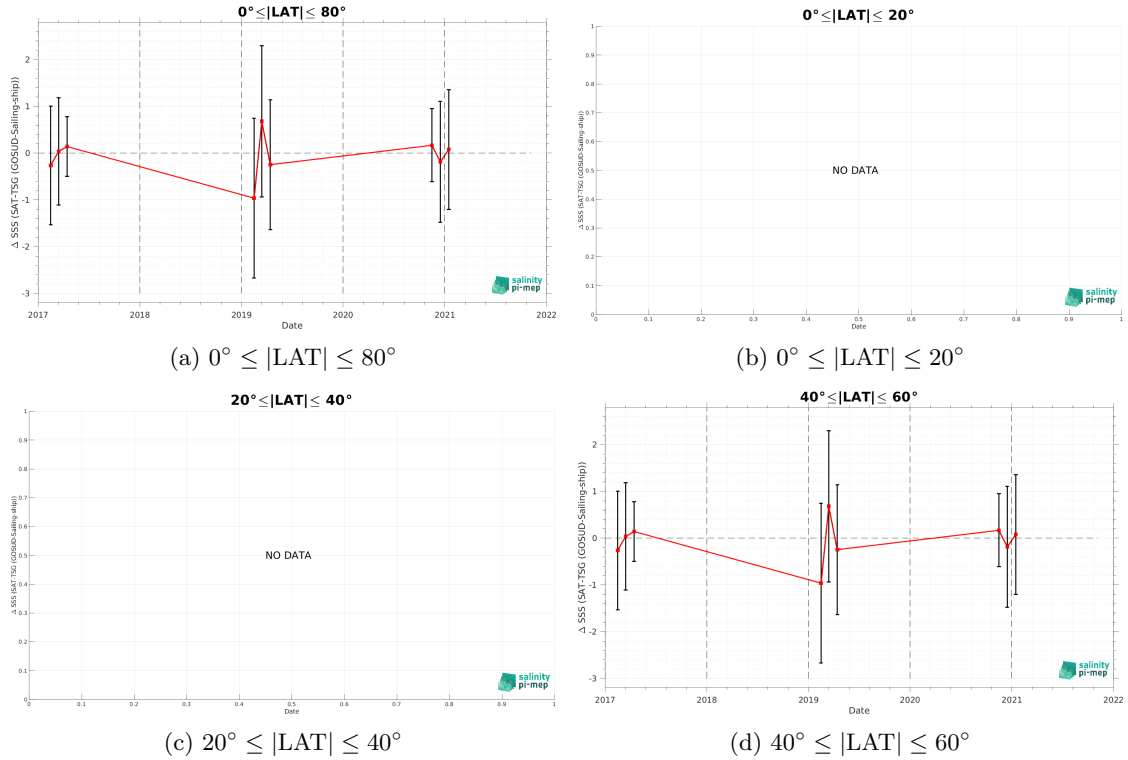 0°≤|LAT|≤ 80°
Δ SSS (SAT-TSG (GOSUD-Sailing-ship))
2
1
0
-1
-2
-3
2017 2018 2019 2020 2021 2022
Date
salinity
pi-mep
(a) 0° ≤ |LAT| ≤ 80°
0°≤|LAT|≤ 20°
Δ SSS (SAT-TSG (GOSUD-Sailing-ship))
1
0.9
0.8
0.7
0.6
0.5
0.4
0.3
0.2
0.1
0
NO DATA
0 0.1 0.2 0.3 0.4 0.5 0.6 0.7 0.8 0.9 1
Date
salinity
pi-mep
(b) 0° ≤ |LAT| ≤ 20°
20°≤|LAT|≤ 40°
Δ SSS (SAT-TSG (GOSUD-Sailing-ship))
1
0.9
0.8
0.7
0.6
0.5
0.4
0.3
0.2
0.1
0
NO DATA
0 0.1 0.2 0.3 0.4 0.5 0.6 0.7 0.8 0.9 1
Date
salinity
pi-mep
(c) 20° ≤ |LAT| ≤ 40°
40°≤|LAT|≤ 60°
Δ SSS (SAT-TSG (GOSUD-Sailing-ship))
2
1
0
-1
-2
-3
2017 2018 2019 2020 2021 2022
Date
salinity
pi-mep
(d) 40° ≤ |LAT| ≤ 60°